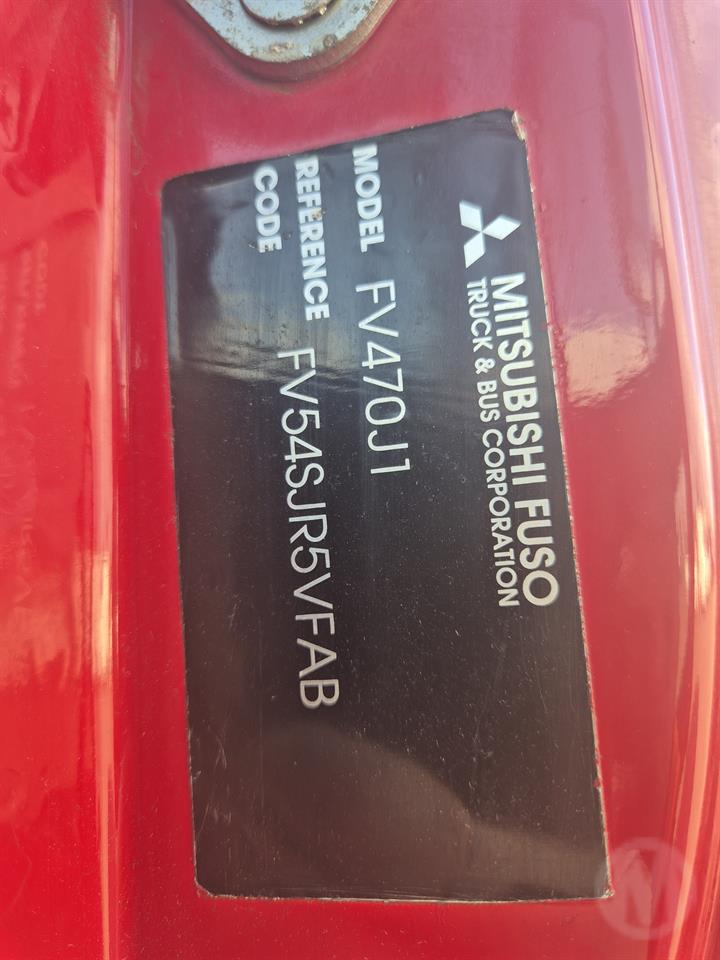 MITSUBISHI FUSO
TRUCK & BUS CORPORATION
MODEL FV470J1
REFERENCE
CODE FV54SJR5VFAB
M